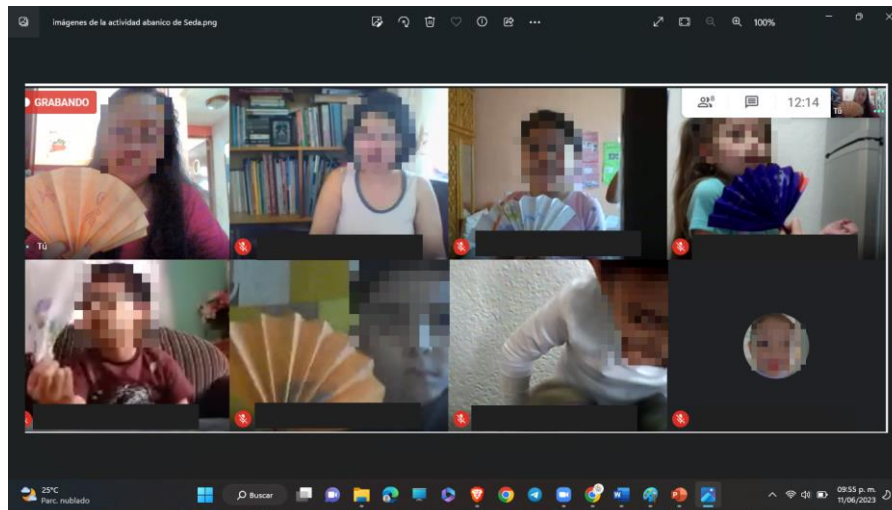 imágenes de la actividad abanico de Seda.png
100%
GRABANDO
8
12:14
Tú
Tú
25°C
Parc. nublado
Buscar
09:55 p. m.
11/06/2023